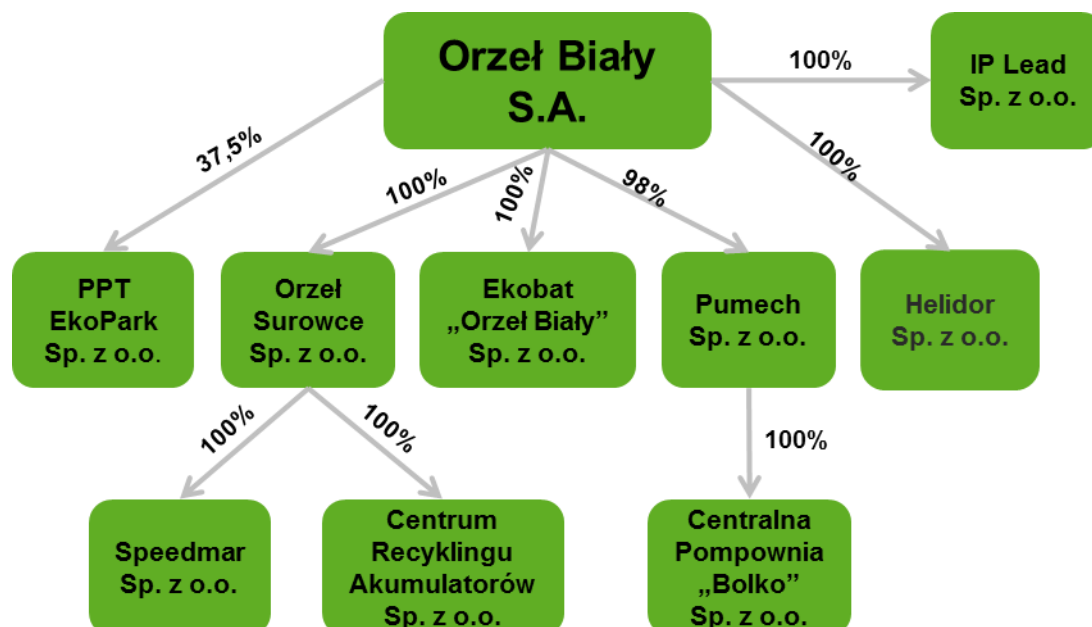 Orzeł Biały
S.A.
100%
IP Lead
Sp. z o.o.
37,5%
100%
100%
98%
100%
PPT
EkoPark
Sp. z o.o.
Orzeł
Surowce
Sp. z o.o.
Ekobat
„Orzeł Biały”
Sp. z o.o.
Pumech
Sp. z o.o.
Helidor
Sp. z o.o.
100%
100%
100%
Speedmar
Sp. z o.o.
Centrum
Recyklingu
Akumulatorów
Sp. z o.o.
Centralna
Pompownia
„Bolko”
Sp. z o.o.